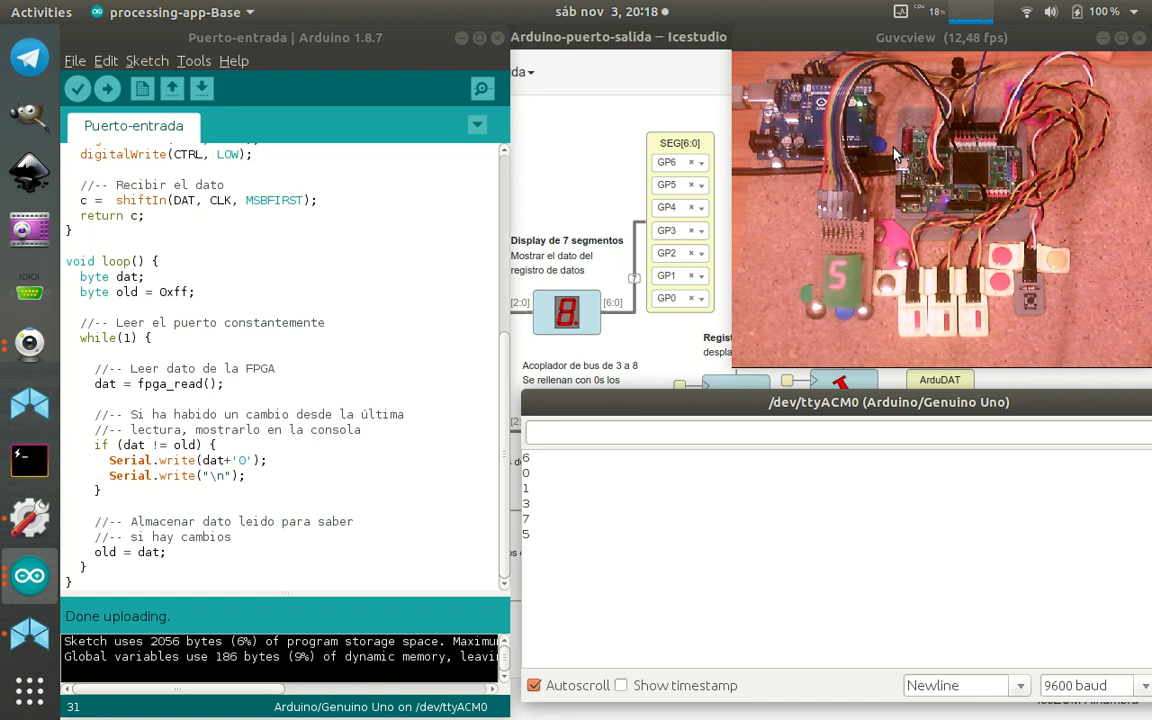 Activities
processing-app-Base
sáb nov 3, 20:18
cpu 18%
100 %
Puerto-entrada | Arduino 1.8.7
File Edit Sketch Tools Help
Puerto-entrada
digitalWrite(CTRL, LOW);
//-- Recibir el dato
c = shiftIn(DAT, CLK, MSBFIRST);
return c;
}
void loop() {
byte dat;
byte old = 0xff;
//-- Leer el puerto constantemente
while(1) {
//-- Leer dato de la FPGA
dat = fpga_read();
//-- Si ha habido un cambio desde la última
//-- lectura, mostrarlo en la consola
if (dat != old) {
Serial.write(dat+'0');
Serial.write("\n");
}
//-- Almacenar dato leido para saber
//-- si hay cambios
old = dat;
}
}
Done uploading.
Sketch uses 2056 bytes (6%) of program storage space. Maximu
Global variables use 186 bytes (9%) of dynamic memory, leavi
31
Arduino/Genuino Uno on /dev/ttyACM0
Arduino-puerto-salida — Icestudio
da
SEG[6:0]
GP6
GP5
GP4
GP3
GP2
GP1
GP0
Display de 7 segmentos
Mostrar el dato del
registro de datos
7
[2:0]
[6:0]
8.
Acoplador de bus de 3 a 8
Se rellenan con 0s los
Regist
despla
ArduDAT
Guvcview (12,48 fps)
5
/dev/ttyACM0 (Arduino/Genuino Uno)
6
0
1
3
7
5
Autoscroll
Show timestamp
Newline
9600 baud